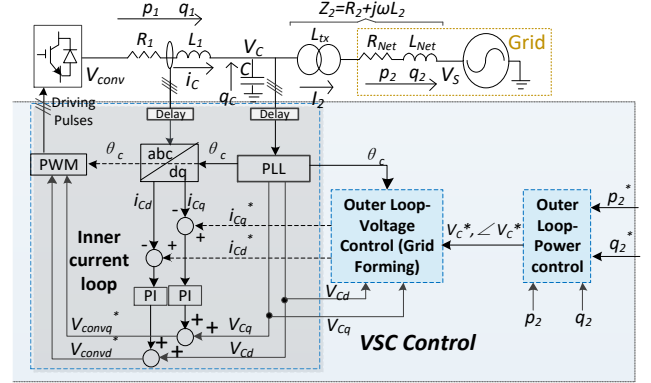 p1 q1
Z2=R2+jωL2
R1 L1 VC Ltx RNet LNet Grid
Vconv iC C qC I2 p2 q2 VS
Driving Pulses
Delay Delay
θc abc dq θc PLL θc
PWM
iCd iCq
Outer Loop-Voltage Control (Grid Forming)
Outer Loop-Power control
p2*
q2*
VC*,∠VC*
iCq*
iCd*
- + - +
Inner current loop
PI PI
p2 q2
VCd
VCq
Vconvq* + + VCq
Vconvd* + + VCd
VSC Control